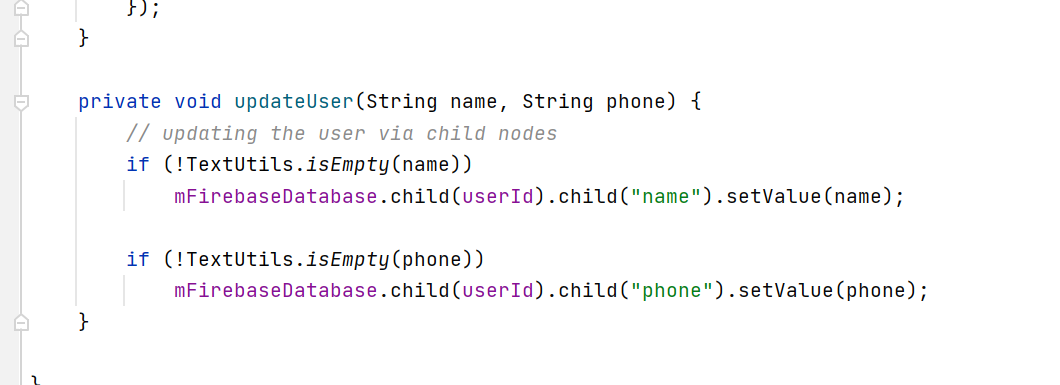 });
}
private void updateUser(String name, String phone) {
// updating the user via child nodes
if (!TextUtils.isEmpty(name))
mFirebaseDatabase.child(userId).child("name").setValue(name);
if (!TextUtils.isEmpty(phone))
mFirebaseDatabase.child(userId).child("phone").setValue(phone);
}
}